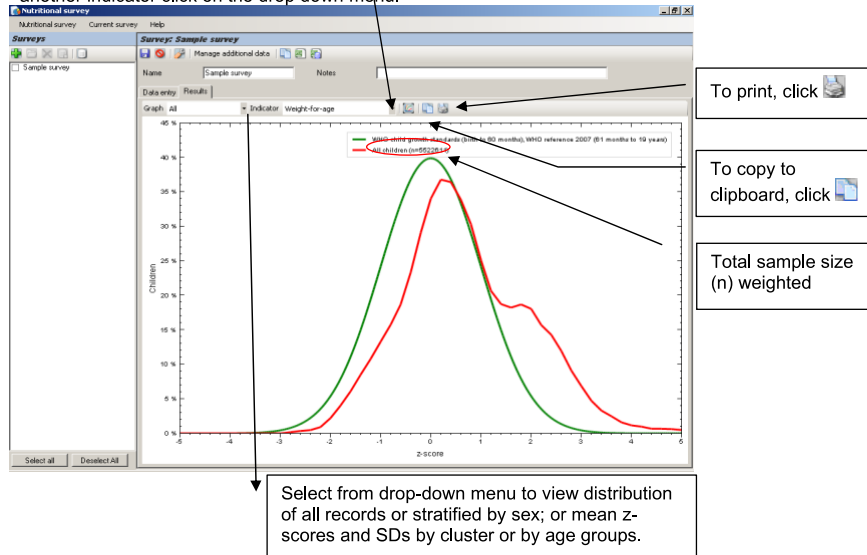 another indicator click on the drop-down menu.
Nutritional survey
Nutritional survey Current survey Help
Surveys
Survey: Sample survey
Manage additional data
Sample survey
Name Sample survey Notes
Data entry Results
Graph All Indicator Weight-for-age
To print, click
45 %
WHO child growth standards (birth to 60 months), WHO reference 2007 (61 months to 19 years)
All children
40 %
To copy to
clipboard, click
35 %
30 %
Total sample size
(n) weighted
25 %
Children
20 %
15 %
10 %
5 %
0 %
-5 -4 -3 -2 -1 0 1 2 3 4 5
z-score
Select all Deselect All
Select from drop-down menu to view distribution
of all records or stratified by sex; or mean z-
scores and SDs by cluster or by age groups.